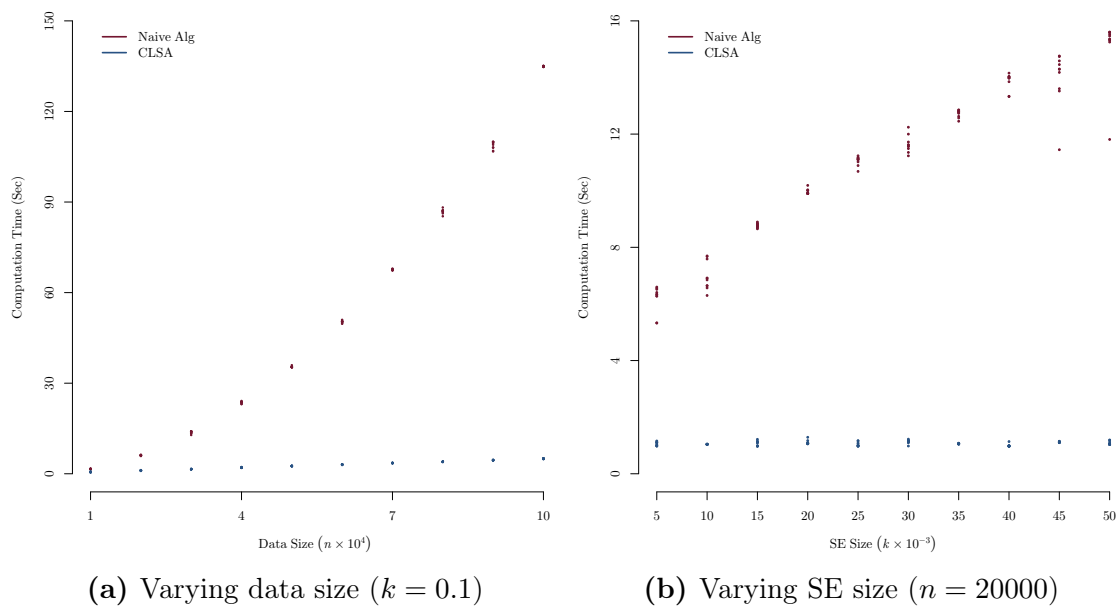 Naive Alg
CLSA
Computation Time (Sec)
150
120
90
60
30
0
1 4 7 10
Data Size (n × 10⁴)
(a) Varying data size (k = 0.1)
Naive Alg
CLSA
Computation Time (Sec)
16
12
8
4
0
5 10 15 20 25 30 35 40 45 50
SE Size (k × 10⁻³)
(b) Varying SE size (n = 20000)